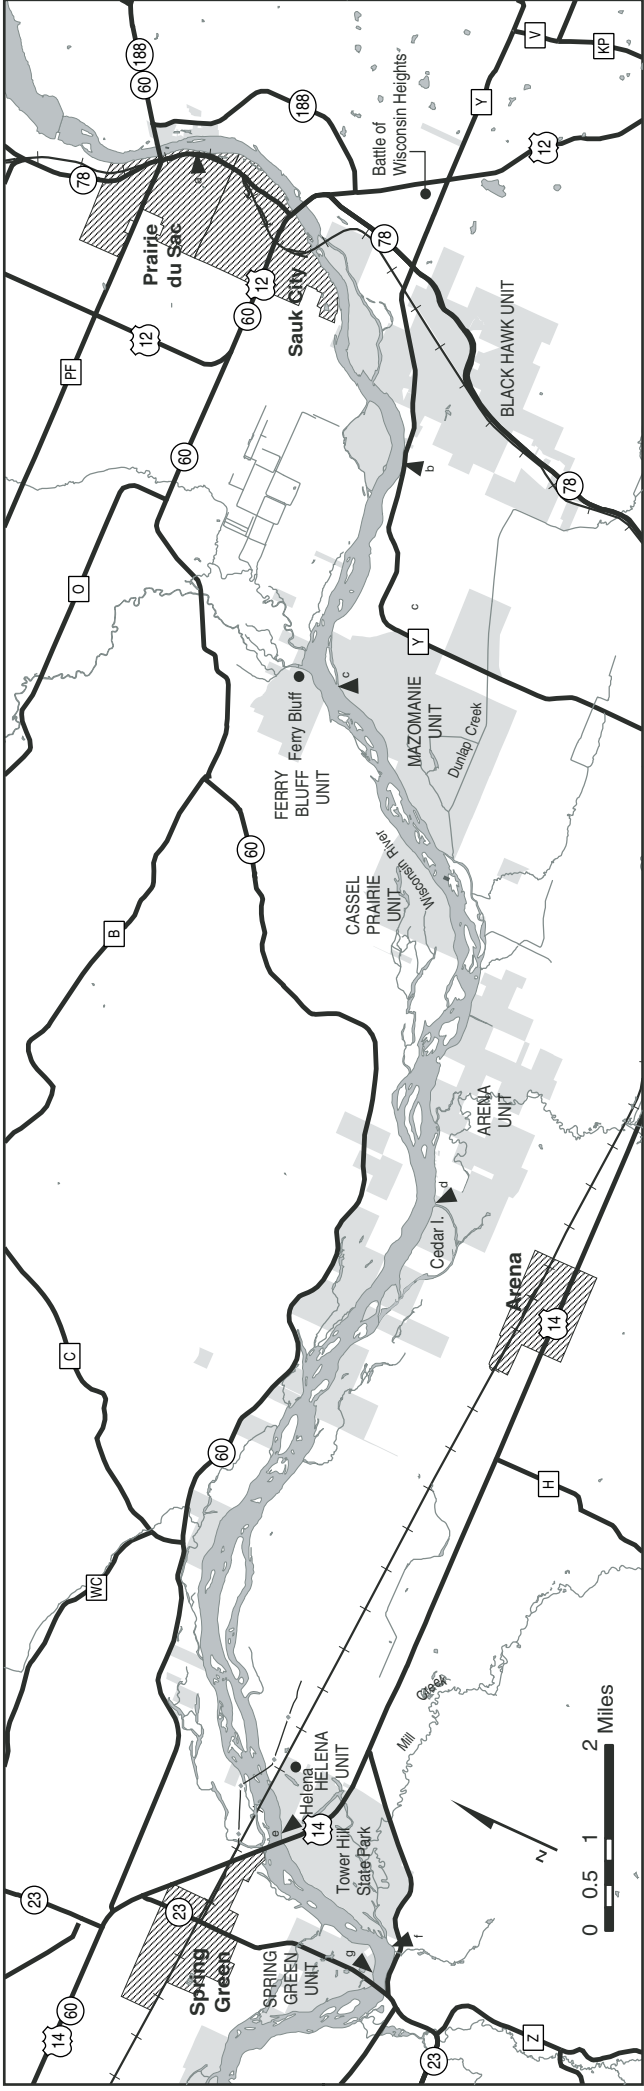 188
60
78
188
V
KP
Y
12
Battle of
Wisconsin Heights
a
Prairie
du Sac
78
12
60
Sauk City
12
PF
BLACK HAWK UNIT
60
b
78
O
c
Y
c
Ferry Bluff
FERRY
BLUFF
UNIT
MAZOMANIE
UNIT
Dunlap Creek
60
Wisconsin River
CASSEL
PRAIRIE
UNIT
B
ARENA
UNIT
d
Cedar I.
Arena
14
C
60
H
WC
Mill
Creek
Helena
HELENA
UNIT
e
14
Tower Hill
State Park
0 0.5 1 2 Miles
N
23
23
Spring
Green
SPRING
GREEN
UNIT
g
f
60
14
Z
23